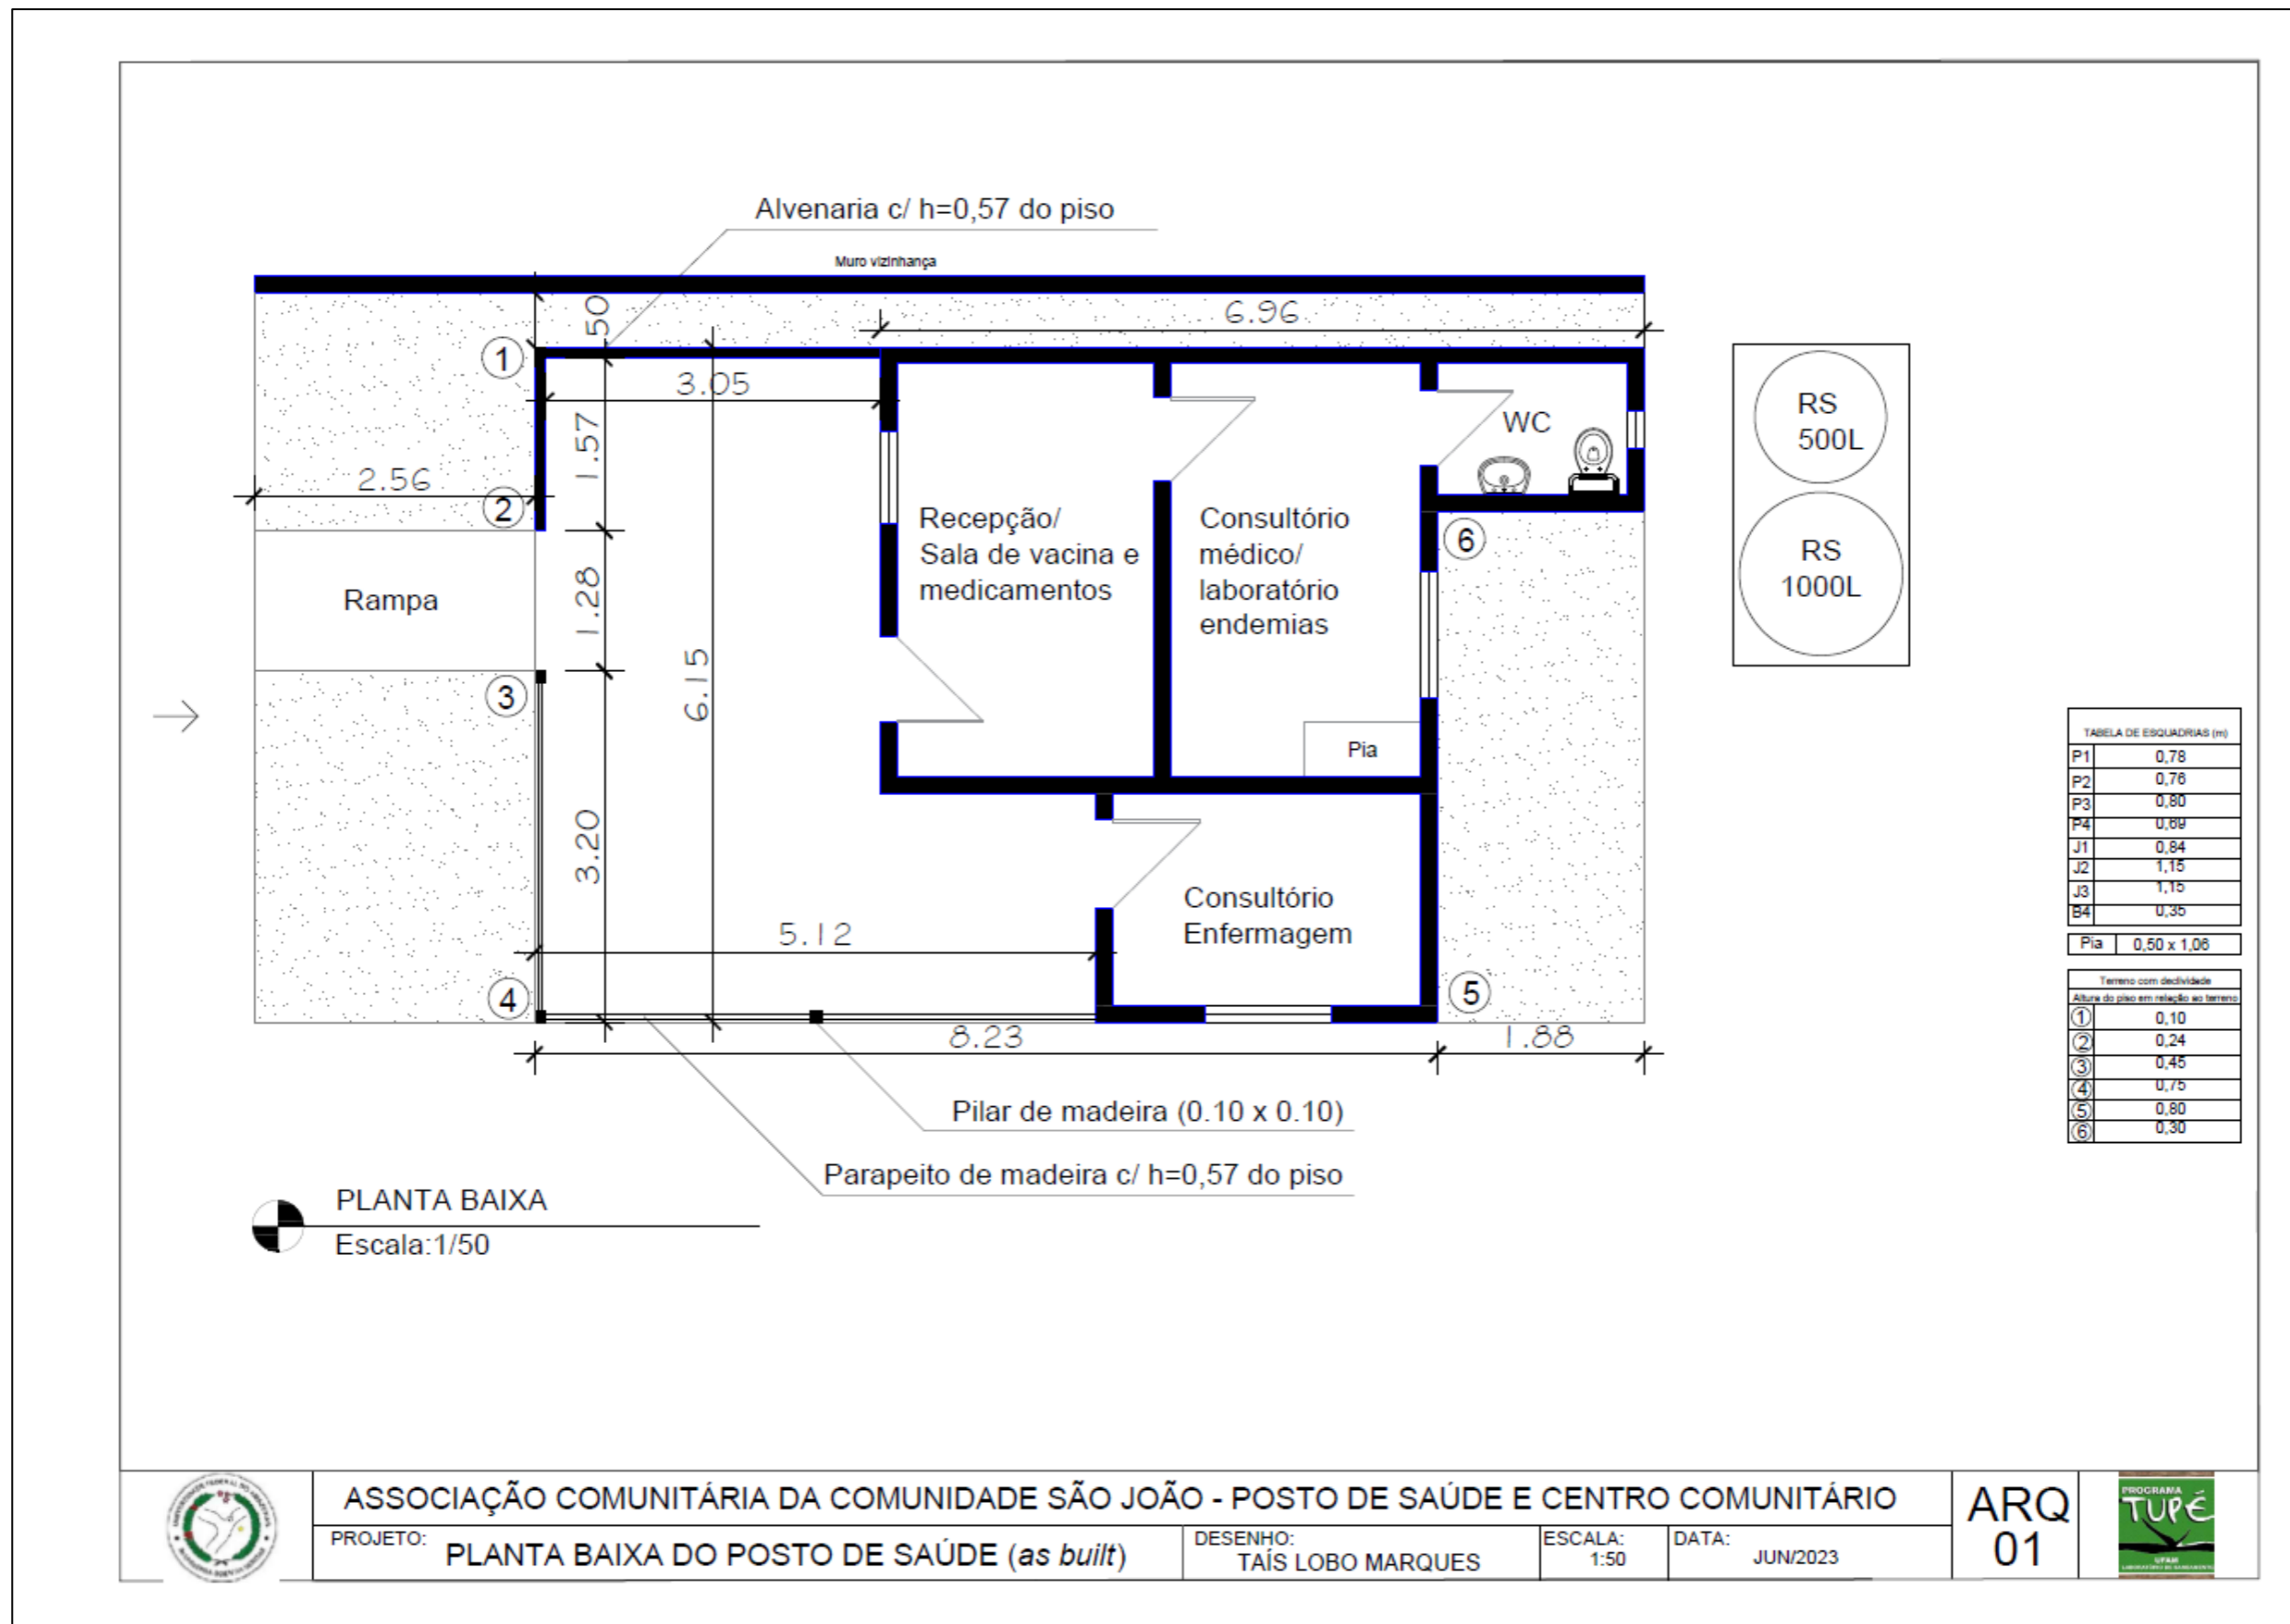 Alvenaria c/ h=0,57 do piso
Muro vizinhança
50
6.96
1
3.05
RS
500L
WC
1.57
2.56
2
Recepção/
Sala de vacina e
medicamentos
Consultório
médico/
laboratório
endemias
6
RS
1000L
Rampa
1.28
6.15
3
Pia
3.20
Consultório
Enfermagem
5.12
4
5
8.23
1.88
Pilar de madeira (0.10 x 0.10)
Parapeito de madeira c/ h=0,57 do piso
TABELA DE ESQUADRIAS (m)
P1 0,78
P2 0,76
P3 0,80
P4 0,69
J1 0,84
J2 1,15
J3 1,15
B4 0,35
Pia 0,50 x 1,06
Terreno com declividade
Altura do piso em relação ao terreno
1 0,10
2 0,24
3 0,45
4 0,75
5 0,80
6 0,30
PLANTA BAIXA
Escala:1/50
ASSOCIAÇÃO COMUNITÁRIA DA COMUNIDADE SÃO JOÃO - POSTO DE SAÚDE E CENTRO COMUNITÁRIO
PROJETO:
PLANTA BAIXA DO POSTO DE SAÚDE (as built)
DESENHO:
TAÍS LOBO MARQUES
ESCALA:
1:50
DATA:
JUN/2023
ARQ
01
PROGRAMA
TUPÉ
UFAM